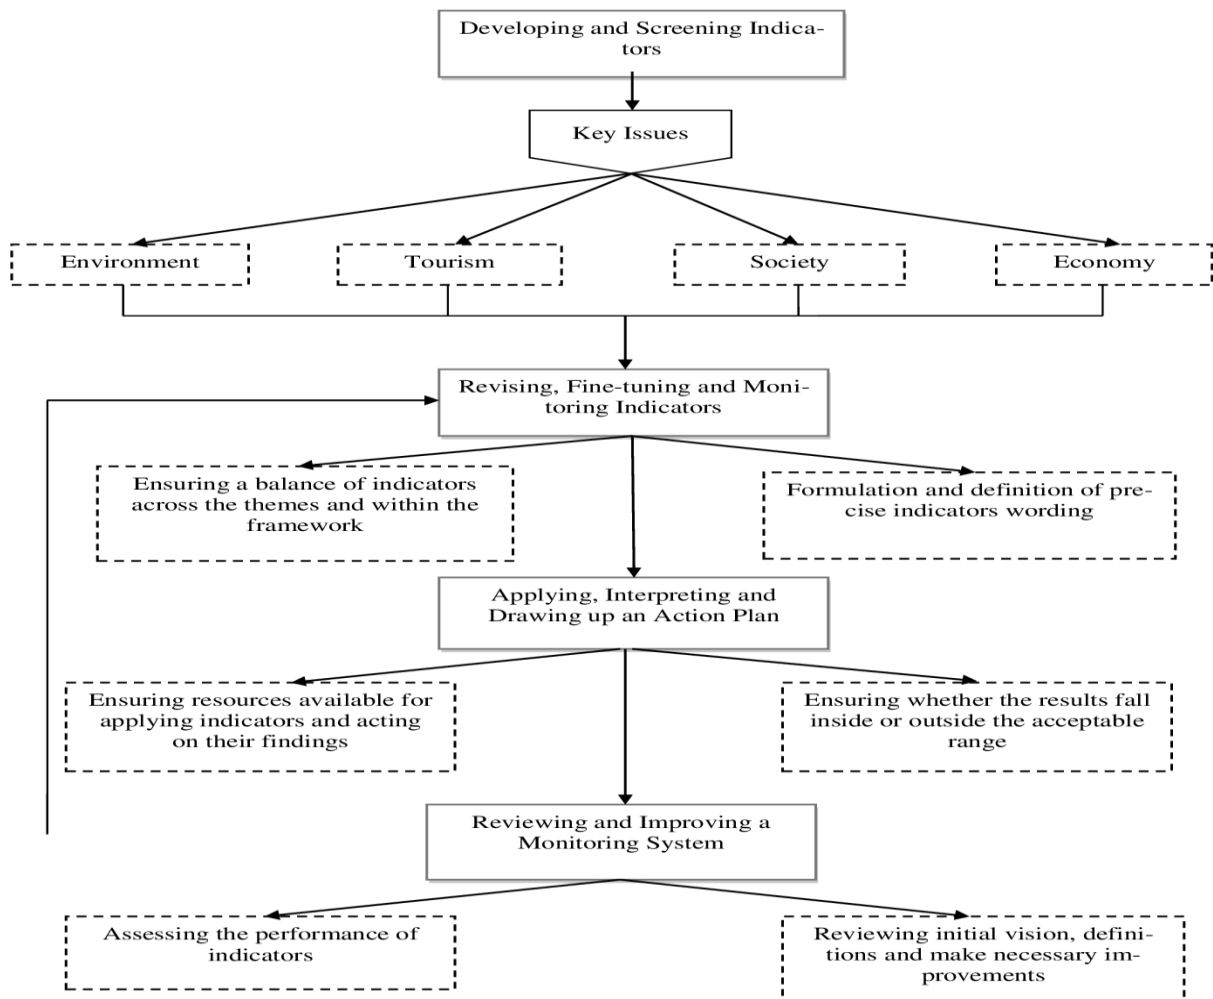 Developing and Screening Indica-
tors
Key Issues
Environment
Tourism
Society
Economy
Revising, Fine-tuning and Moni-
toring Indicators
Ensuring a balance of indicators
across the themes and within the
framework
Formulation and definition of pre-
cise indicators wording
Applying, Interpreting and
Drawing up an Action Plan
Ensuring resources available for
applying indicators and acting
on their findings
Ensuring whether the results fall
inside or outside the acceptable
range
Reviewing and Improving a
Monitoring System
Assessing the performance of
indicators
Reviewing initial vision, defini-
tions and make necessary im-
provements